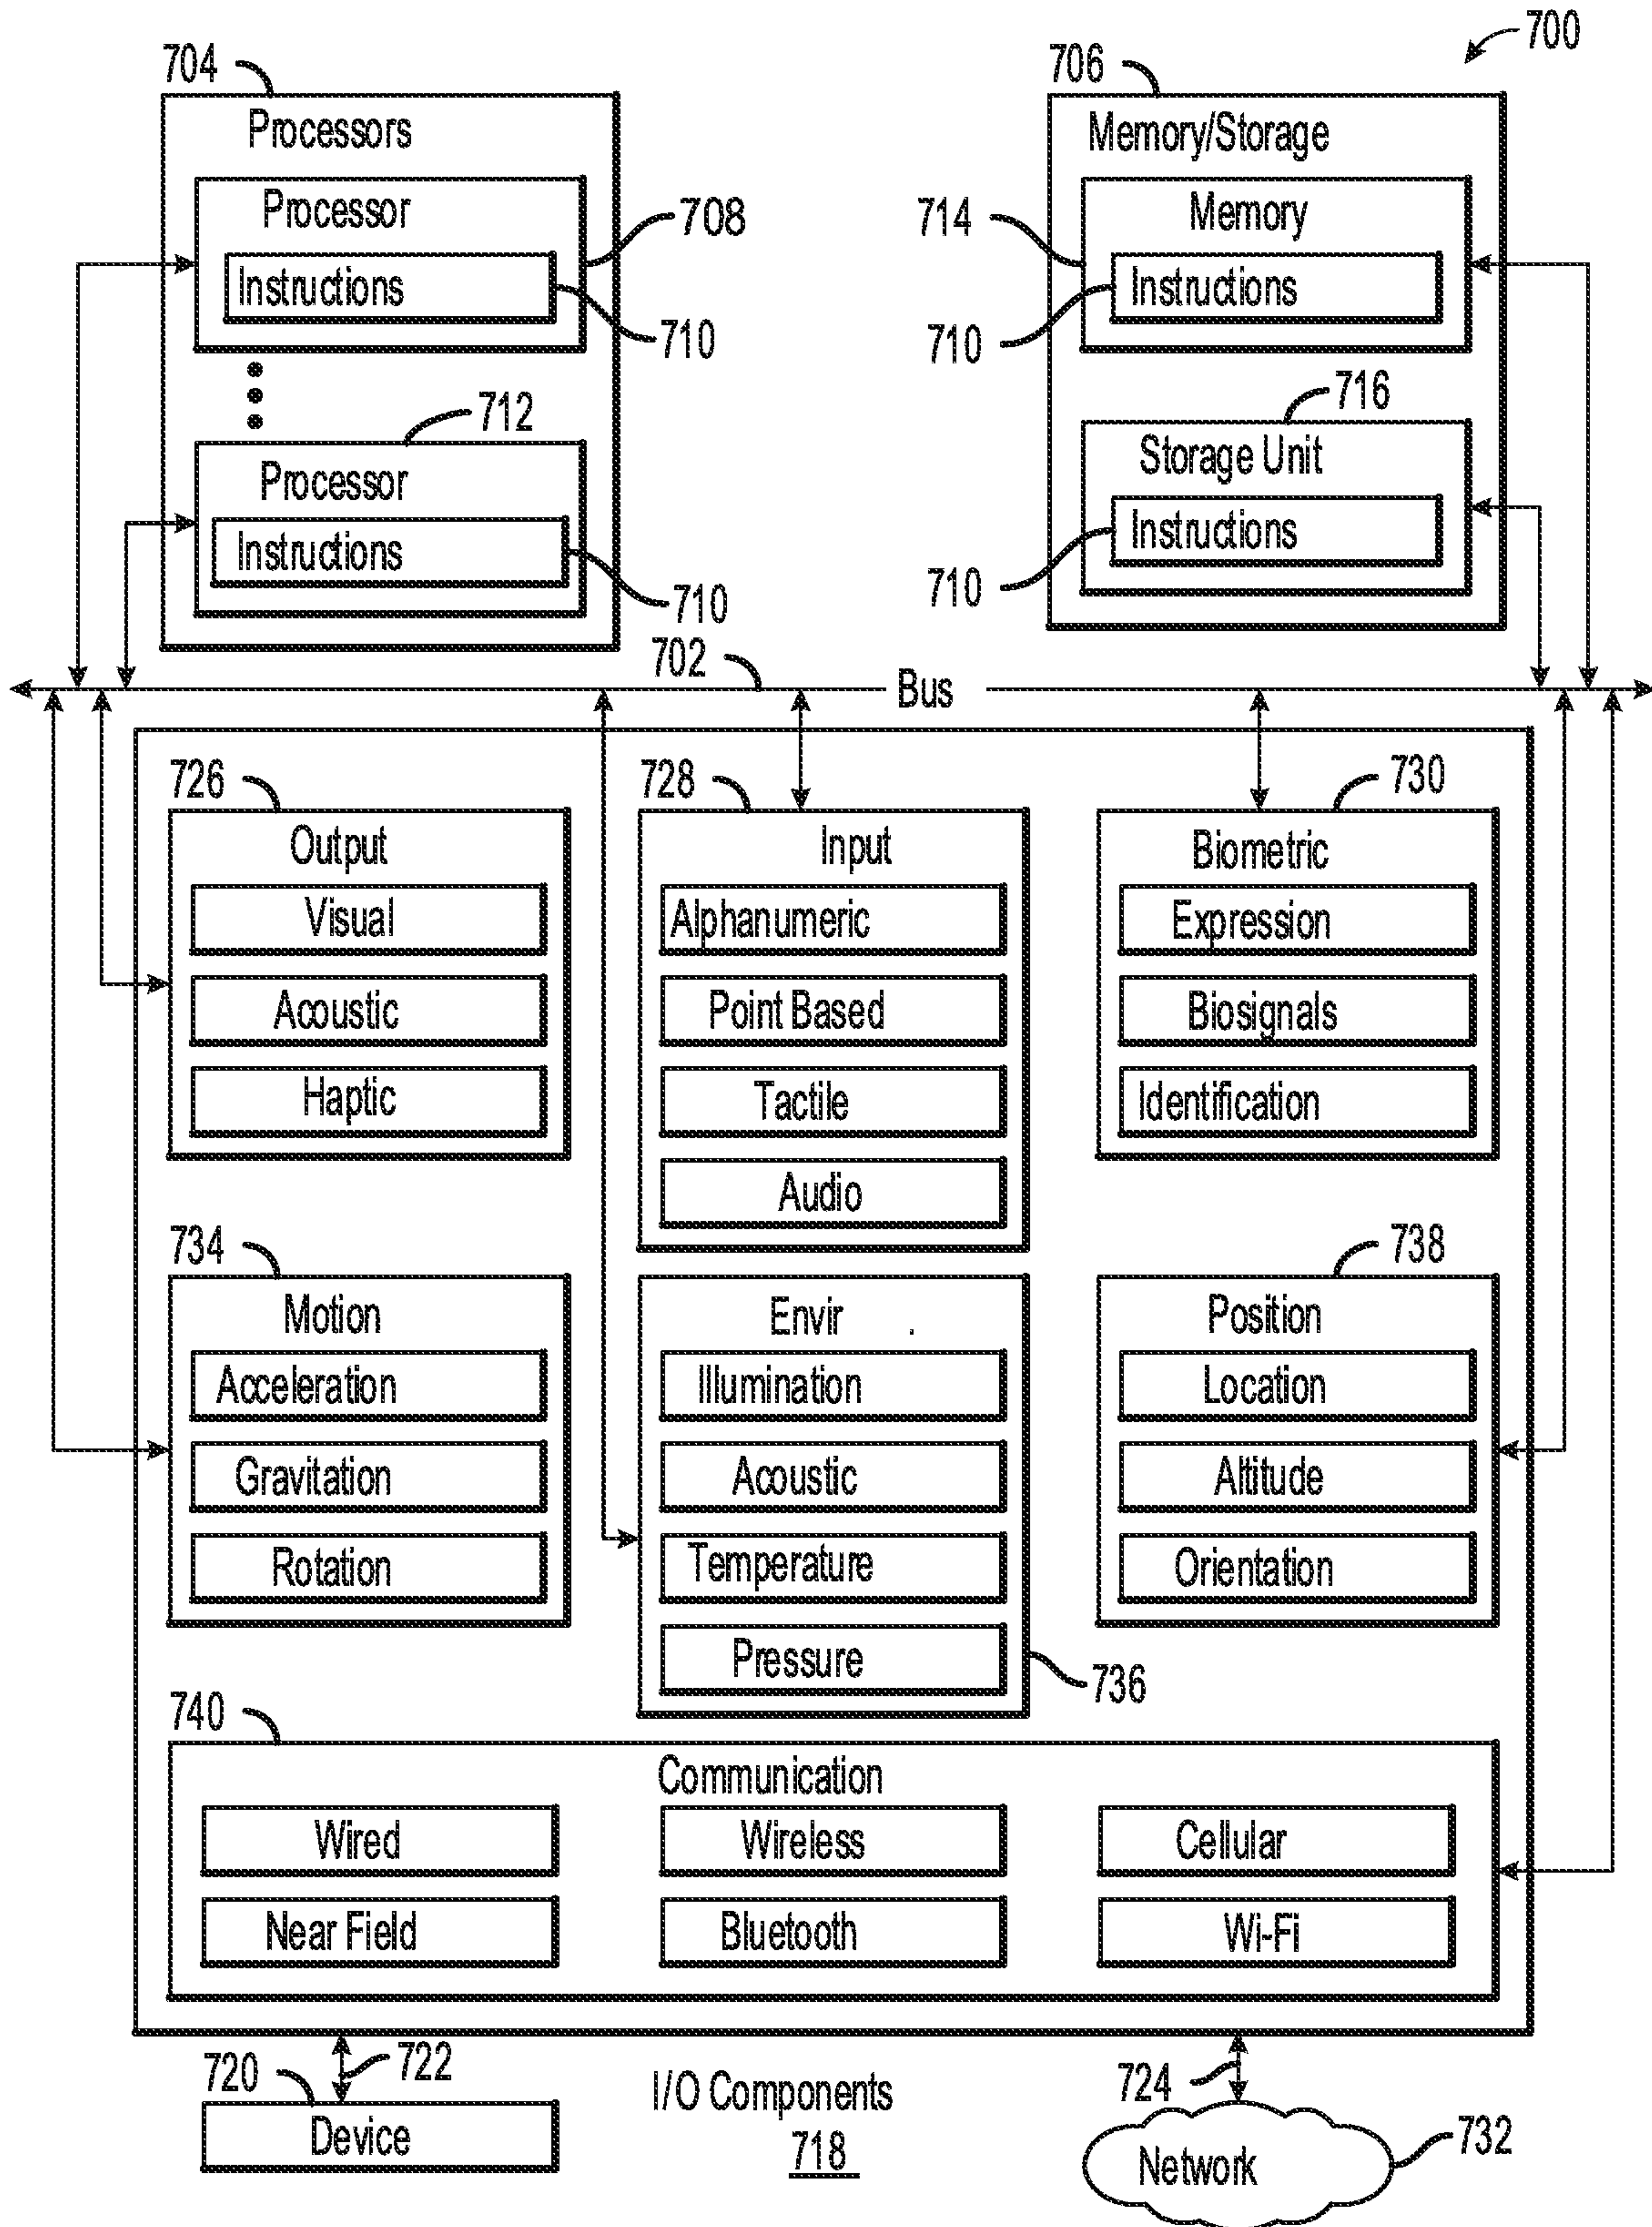 700
704
706
Processors
Memory/Storage
Processor
708
714
Memory
Instructions
Instructions
710
710
712
716
Processor
Storage Unit
Instructions
Instructions
710
710
702
Bus
726
728
730
Output
Input
Biometric
Visual
Alphanumeric
Expression
Acoustic
Point Based
Biosignals
Haptic
Tactile
Identification
Audio
734
738
Motion
Envir .
Position
Acceleration
Illumination
Location
Gravitation
Acoustic
Altitude
Rotation
Temperature
Orientation
Pressure
736
740
Communication
Wired
Wireless
Cellular
Near Field
Bluetooth
Wi-Fi
720
722
I/O Components
718
724
Device
Network
732